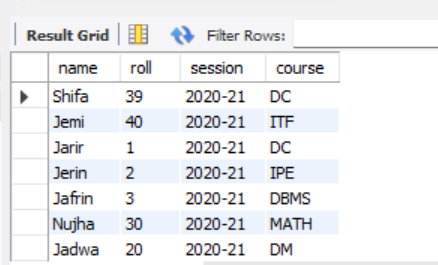 Result Grid Filter Rows:
name roll session course
Shifa 39 2020-21 DC
Jemi 40 2020-21 ITF
Jarir 1 2020-21 DC
Jerin 2 2020-21 IPE
Jafrin 3 2020-21 DBMS
Nujha 30 2020-21 MATH
Jadwa 20 2020-21 DM